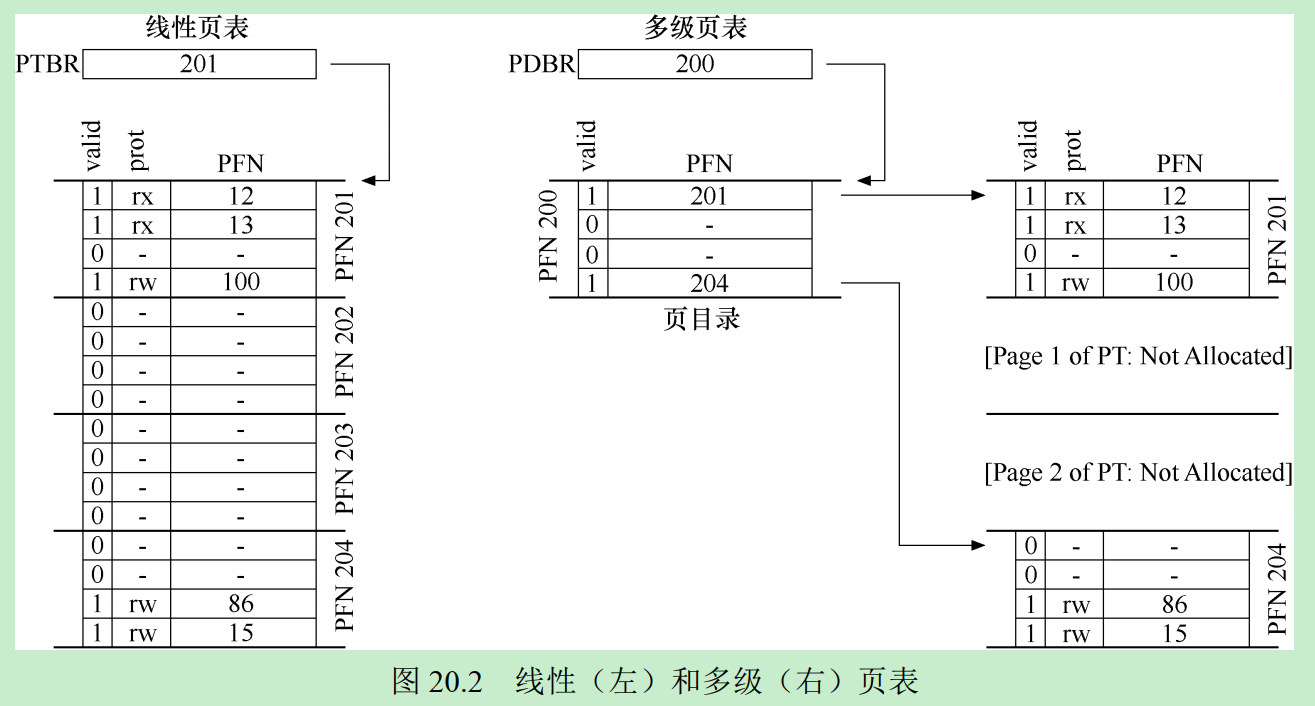 线性页表
PTBR 201
valid prot PFN
1 rx 12
1 rx 13
0 - -
1 rw 100
PFN 201
0 - -
0 - -
0 - -
0 - -
PFN 202
0 - -
0 - -
0 - -
0 - -
PFN 203
0 - -
0 - -
1 rw 86
1 rw 15
PFN 204
多级页表
PDBR 200
valid PFN
PFN 200
1 201
0 -
0 -
1 204
页目录
valid prot PFN
1 rx 12
1 rx 13
0 - -
1 rw 100
PFN 201
[Page 1 of PT: Not Allocated]
[Page 2 of PT: Not Allocated]
0 - -
0 - -
1 rw 86
1 rw 15
PFN 204
图 20.2 线性（左）和多级（右）页表